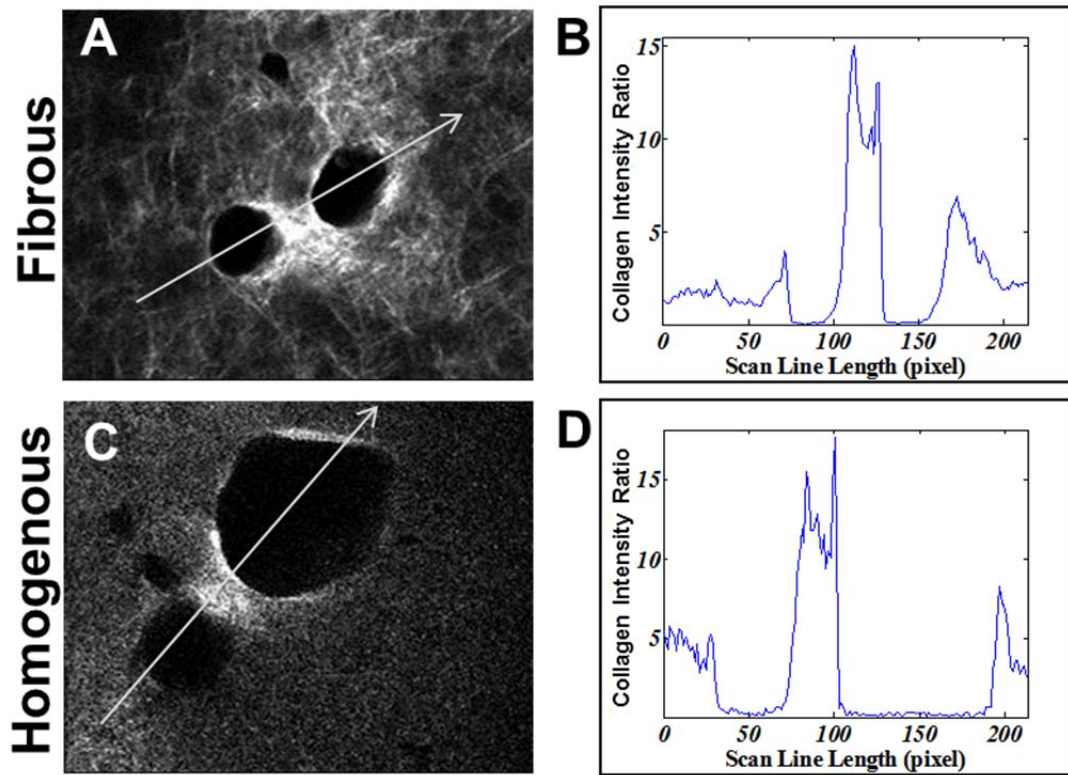 Fibrous
A
B
Collagen Intensity Ratio
15
10
5
0 50 100 150 200
Scan Line Length (pixel)
Homogenous
C
D
Collagen Intensity Ratio
15
10
5
0 50 100 150 200
Scan Line Length (pixel)